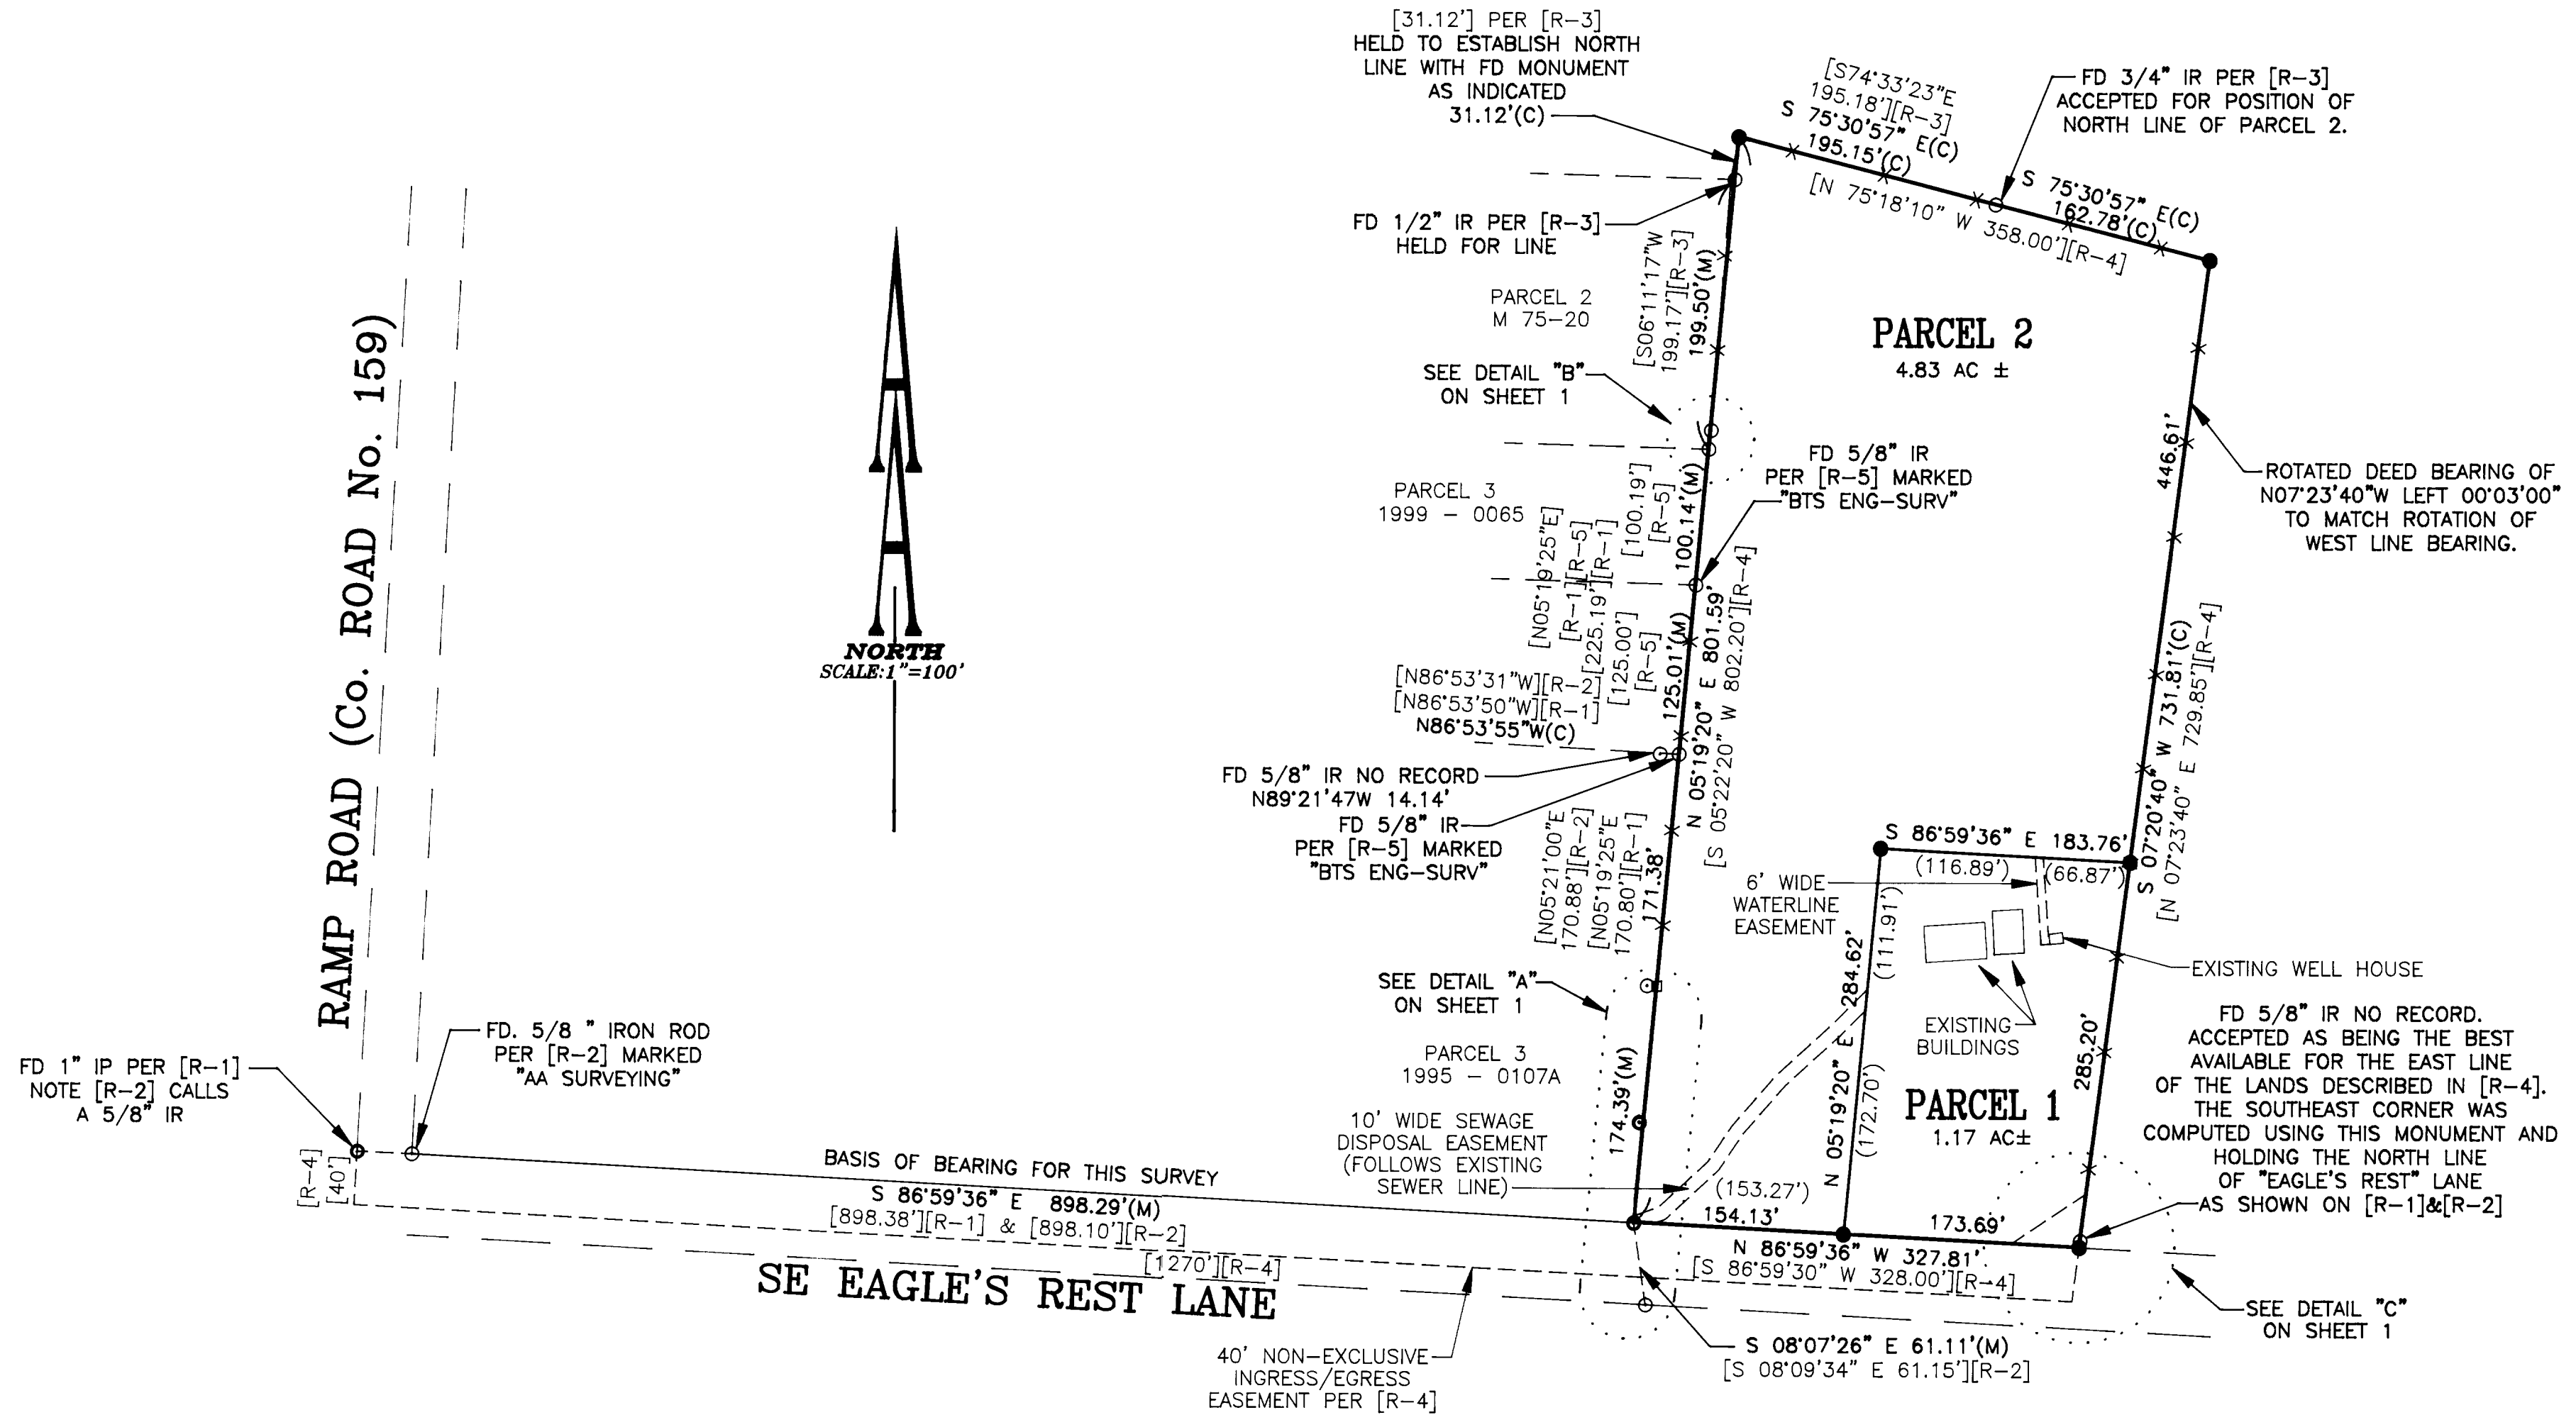 [31.12'] PER [R-3]
HELD TO ESTABLISH NORTH
LINE WITH FD MONUMENT
AS INDICATED
31.12'(C)
[S74°33'23"E
195.18'][R-3]
S 75°30'57" E(C)
195.15'(C)
[N 75°18'10" W 358.00'][R-4]
S 75°30'57" E(C)
162.78'(C)
FD 3/4" IR PER [R-3]
ACCEPTED FOR POSITION OF
NORTH LINE OF PARCEL 2.
FD 1/2" IR PER [R-3]
HELD FOR LINE
[S06°11'17"W
199.17'][R-3]
199.50'(M)
PARCEL 2
M 75-20
PARCEL 2
4.83 AC ±
SEE DETAIL "B"
ON SHEET 1
FD 5/8" IR
PER [R-5] MARKED
"BTS ENG-SURV"
446.61'
ROTATED DEED BEARING OF
N07°23'40"W LEFT 00°03'00"
TO MATCH ROTATION OF
WEST LINE BEARING.
PARCEL 3
1999 - 0065
[N05°19'25"E]
[R-1][R-5]
[225.19'][R-1]
[100.19']
[R-5]
100.14'(M)
[125.00']
[R-5]
125.01'(M)
N 05°19'20" E 801.59'
[S 05°22'20" W 802.20'][R-4]
RAMP ROAD (Co. ROAD No. 159)
NORTH
SCALE:1"=100'
[N86°53'31"W][R-2]
[N86°53'50"W][R-1]
N86°53'55"W(C)
FD 5/8" IR NO RECORD
N89°21'47W 14.14'
FD 5/8" IR
PER [R-5] MARKED
"BTS ENG-SURV"
S 07°20'40" W 731.81'(C)
[N 07°23'40" E 729.85'][R-4]
[N05°21'00"E
170.88'][R-2]
[N05°19'25"E
170.80'][R-1]
171.38'
S 86°59'36" E 183.76'
(116.89')
(66.87')
6' WIDE
WATERLINE
EASEMENT
N 05°19'20" E 284.62'
(111.91')
(172.70')
EXISTING WELL HOUSE
EXISTING
BUILDINGS
285.20'
PARCEL 1
1.17 AC±
SEE DETAIL "A"
ON SHEET 1
PARCEL 3
1995 - 0107A
174.39'(M)
FD 5/8" IR NO RECORD.
ACCEPTED AS BEING THE BEST
AVAILABLE FOR THE EAST LINE
OF THE LANDS DESCRIBED IN [R-4].
THE SOUTHEAST CORNER WAS
COMPUTED USING THIS MONUMENT AND
HOLDING THE NORTH LINE
OF "EAGLE'S REST" LANE
AS SHOWN ON [R-1]&[R-2]
FD 1" IP PER [R-1]
NOTE [R-2] CALLS
A 5/8" IR
FD. 5/8 " IRON ROD
PER [R-2] MARKED
"AA SURVEYING"
[R-4]
[40']
10' WIDE SEWAGE
DISPOSAL EASEMENT
(FOLLOWS EXISTING
SEWER LINE)
BASIS OF BEARING FOR THIS SURVEY
S 86°59'36" E 898.29'(M)
[898.38'][R-1] & [898.10'][R-2]
[1270'][R-4]
SE EAGLE'S REST LANE
(153.27')
154.13'
173.69'
N 86°59'36" W 327.81'
[S 86°59'30" W 328.00'][R-4]
40' NON-EXCLUSIVE
INGRESS/EGRESS
EASEMENT PER [R-4]
S 08°07'26" E 61.11'(M)
[S 08°09'34" E 61.15'][R-2]
SEE DETAIL "C"
ON SHEET 1